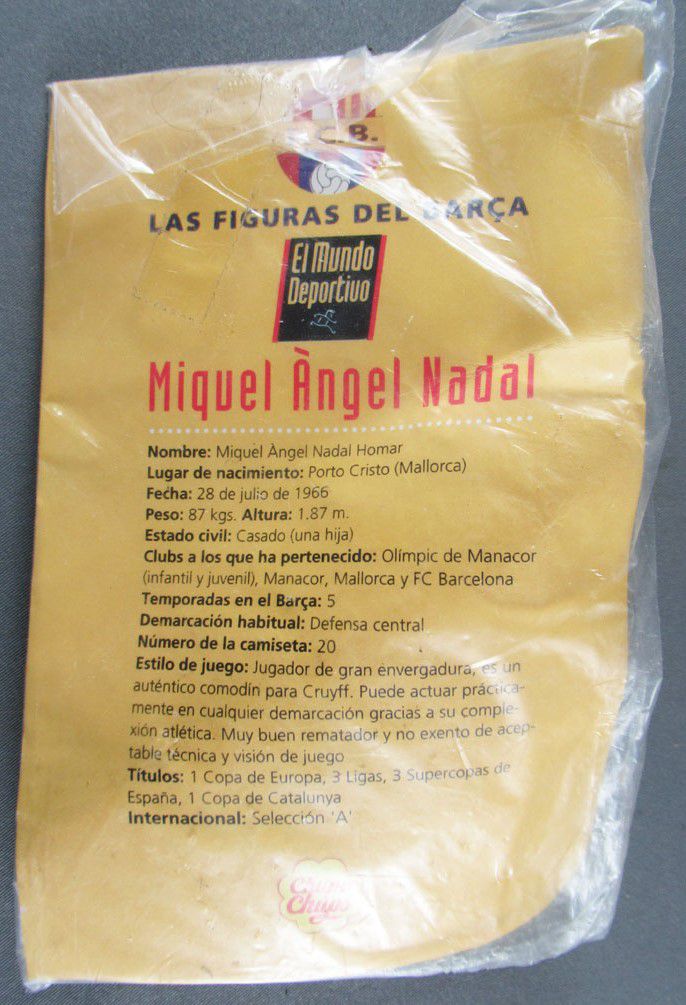 C.B.
LAS FIGURAS DEL BARÇA
El Mundo
Deportivo
Miquel Àngel Nadal
Nombre: Miquel Àngel Nadal Homar
Lugar de nacimiento: Porto Cristo (Mallorca)
Fecha: 28 de julio de 1966
Peso: 87 kgs. Altura: 1.87 m.
Estado civil: Casado (una hija)
Clubs a los que ha pertenecido: Olímpic de Manacor
(infantil y juvenil), Manacor, Mallorca y FC Barcelona
Temporadas en el Barça: 5
Demarcación habitual: Defensa central
Número de la camiseta: 20
Estilo de juego: Jugador de gran envergadura, es un
auténtico comodín para Cruyff. Puede actuar práctica-
mente en cualquier demarcación gracias a su comple-
xión atlética. Muy buen rematador y no exento de acep-
table técnica y visión de juego
Títulos: 1 Copa de Europa, 3 Ligas, 3 Supercopas de
España, 1 Copa de Catalunya
Internacional: Selección 'A'
Chupa
Chups